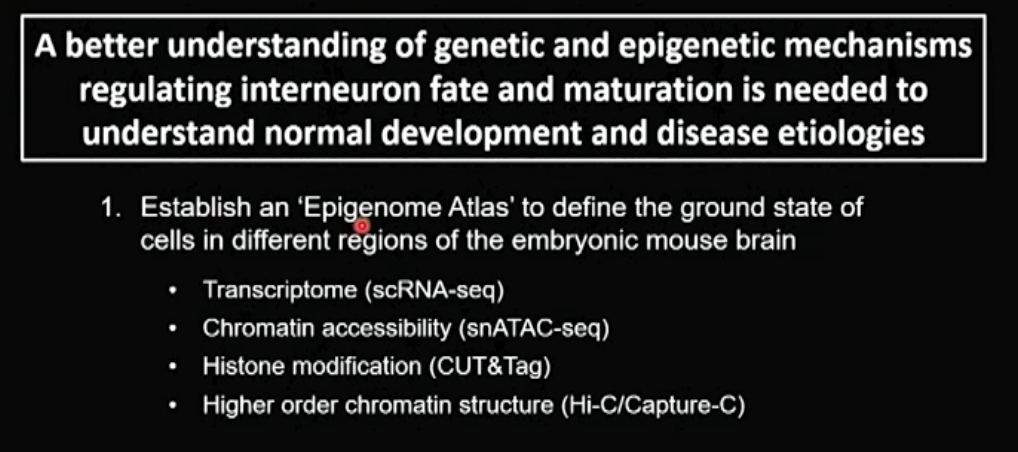 A better understanding of genetic and epigenetic mechanisms
regulating interneuron fate and maturation is needed to
understand normal development and disease etiologies
1. Establish an ‘Epigenome Atlas’ to define the ground state of
cells in different regions of the embryonic mouse brain
• Transcriptome (scRNA-seq)
• Chromatin accessibility (snATAC-seq)
• Histone modification (CUT&Tag)
• Higher order chromatin structure (Hi-C/Capture-C)